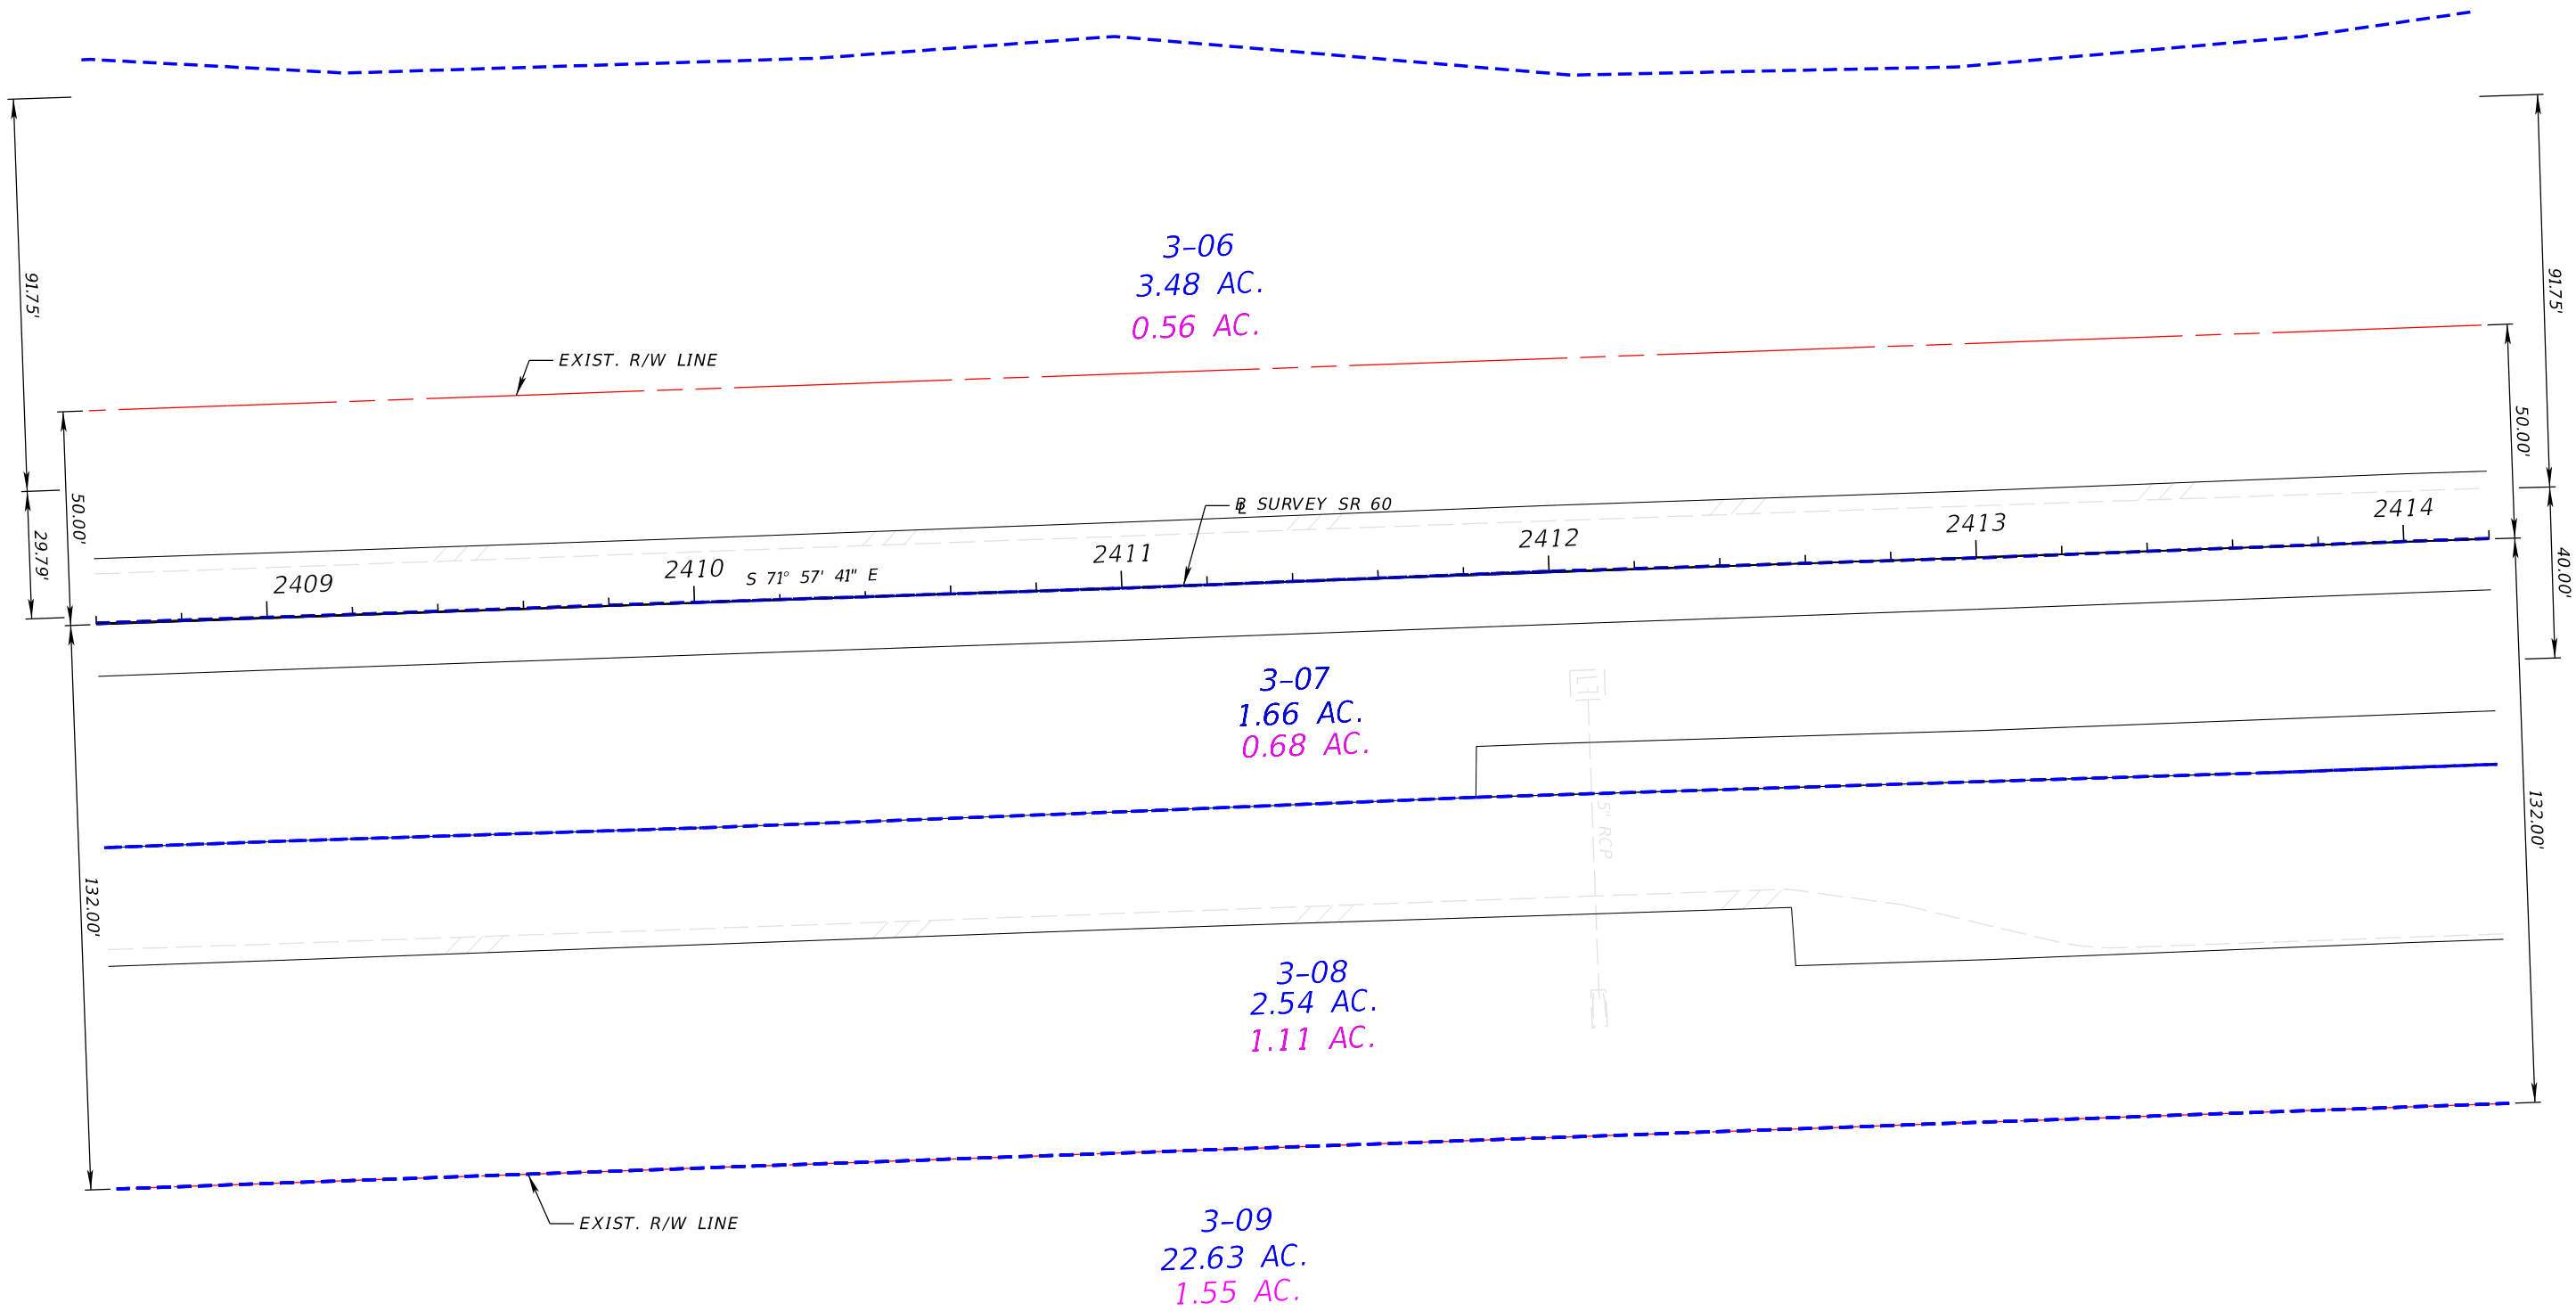 3-06
3.48 AC.
0.56 AC.
91.75'
91.75'
EXIST. R/W LINE
50.00'
50.00'
29.79'
40.00'
BL SURVEY SR 60
2409
2410
S 71° 57' 41" E
2411
2412
2413
2414
3-07
1.66 AC.
0.68 AC.
5" RCP
132.00'
132.00'
3-08
2.54 AC.
1.11 AC.
EXIST. R/W LINE
3-09
22.63 AC.
1.55 AC.